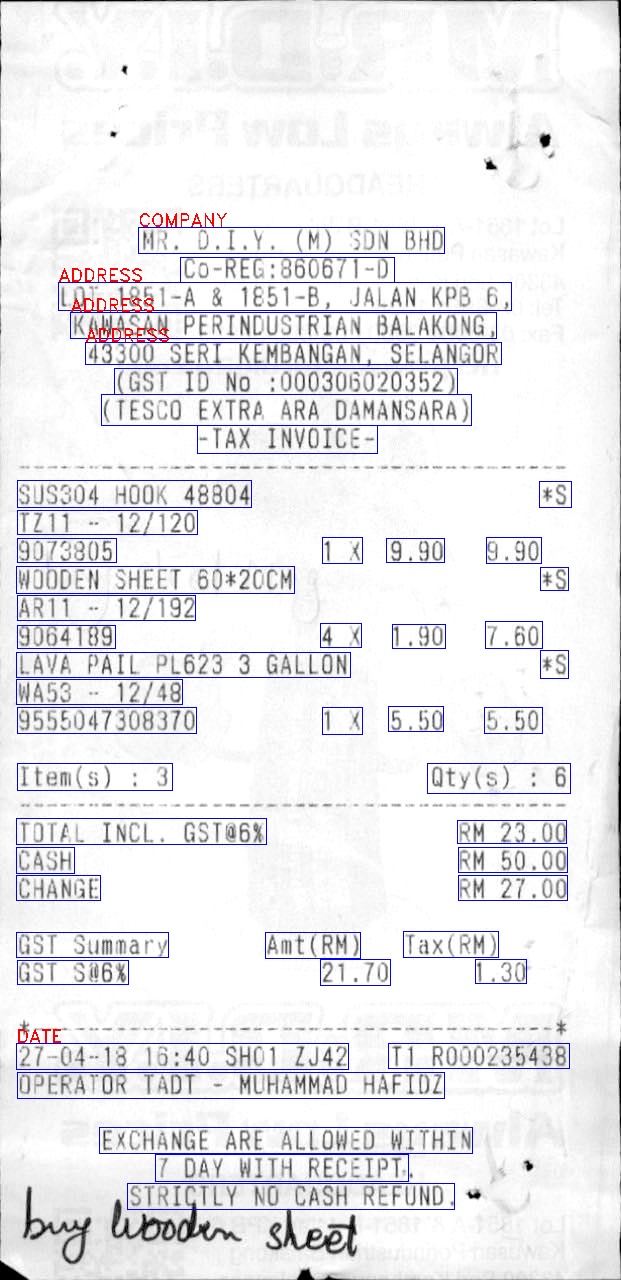 COMPANY
MR. D.I.Y. (M) SDN BHD
Co-REG:860671-D
ADDRESS
LOT 1851-A & 1851-B, JALAN KPB 6,
ADDRESS
KAWASAN PERINDUSTRIAN BALAKONG,
ADDRESS
43300 SERI KEMBANGAN, SELANGOR
(GST ID No :000306020352)
(TESCO EXTRA ARA DAMANSARA)
-TAX INVOICE-
SUS304 HOOK 48804 *S
TZ11 - 12/120
9073805 1 X 9.90 9.90
WOODEN SHEET 60*20CM *S
AR11 - 12/192
9064189 4 X 1.90 7.60
LAVA PAIL PL623 3 GALLON *S
WA53 - 12/48
9555047308370 1 X 5.50 5.50
Item(s) : 3 Qty(s) : 6
TOTAL INCL. GST@6% RM 23.00
CASH RM 50.00
CHANGE RM 27.00
GST Summary Amt(RM) Tax(RM)
GST S@6% 21.70 1.30
* *
DATE
27-04-18 16:40 SH01 ZJ42 T1 R000235438
OPERATOR TADT - MUHAMMAD HAFIDZ
EXCHANGE ARE ALLOWED WITHIN
7 DAY WITH RECEIPT.
STRICTLY NO CASH REFUND.
buy wooden sheet